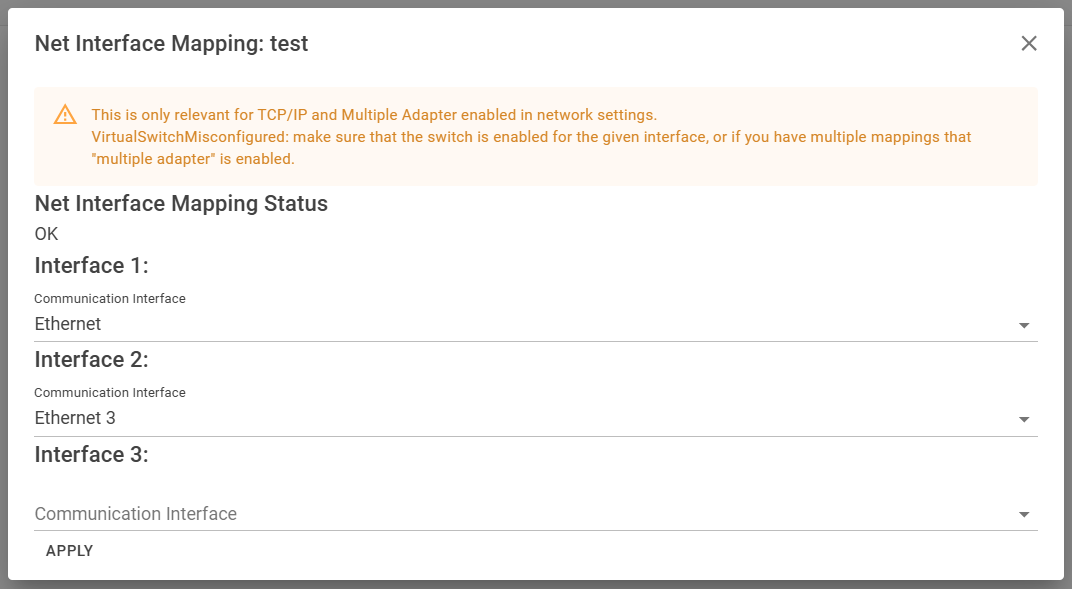 Net Interface Mapping: test
This is only relevant for TCP/IP and Multiple Adapter enabled in network settings.
VirtualSwitchMisconfigured: make sure that the switch is enabled for the given interface, or if you have multiple mappings that
"multiple adapter" is enabled.
Net Interface Mapping Status
OK
Interface 1:
Communication Interface
Ethernet
Interface 2:
Communication Interface
Ethernet 3
Interface 3:
Communication Interface
APPLY